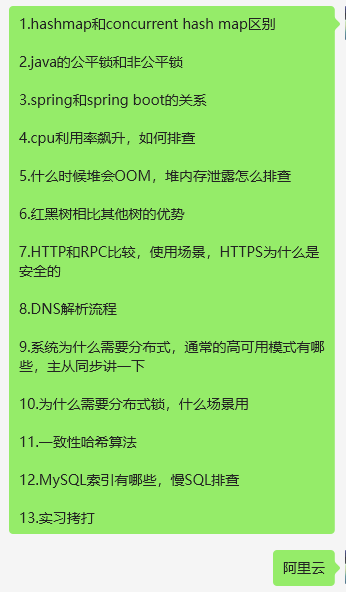 1.hashmap和concurrent hash map区别
2.java的公平锁和非公平锁
3.spring和spring boot的关系
4.cpu利用率飙升，如何排查
5.什么时候堆会OOM，堆内存泄露怎么排查
6.红黑树相比其他树的优势
7.HTTP和RPC比较，使用场景，HTTPS为什么是
安全的
8.DNS解析流程
9.系统为什么需要分布式，通常的高可用模式有哪
些，主从同步讲一下
10.为什么需要分布式锁，什么场景用
11.一致性哈希算法
12.MySQL索引有哪些，慢SQL排查
13.实习拷打
阿里云